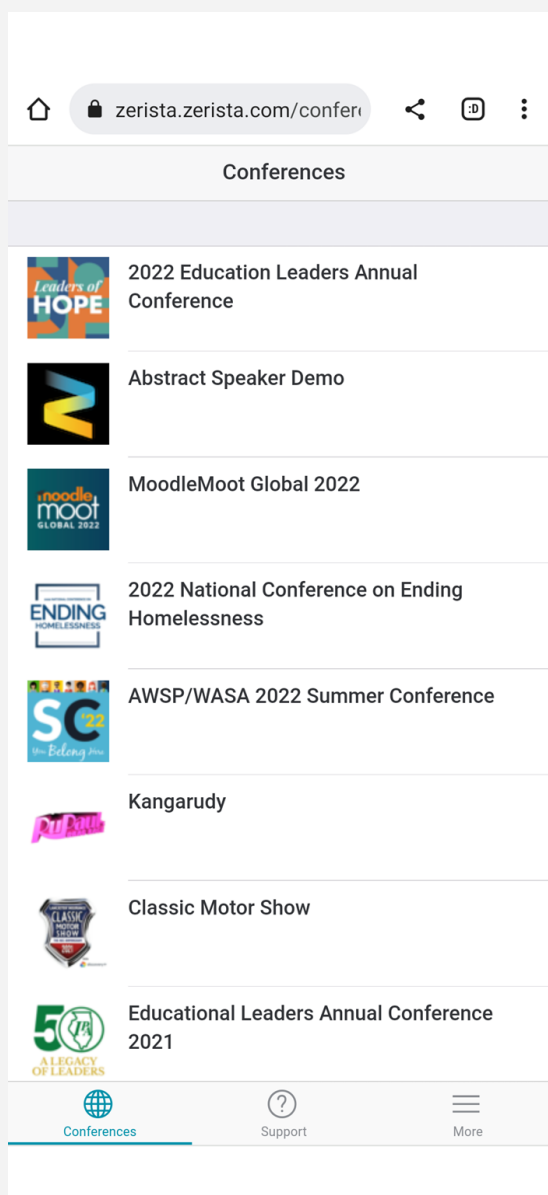 zerista.zerista.com/confer
:D
Conferences
Leaders of
HOPE
2022 Education Leaders Annual
Conference
Abstract Speaker Demo
moodle
moot
GLOBAL 2022
MoodleMoot Global 2022
ENDING
HOMELESSNESS
2022 National Conference on Ending
Homelessness
SC '22
You Belong Here
AWSP/WASA 2022 Summer Conference
RuPaul
Kangarudy
CLASSIC
MOTOR
SHOW
Classic Motor Show
50 IPA
A LEGACY
OF LEADERS
Educational Leaders Annual Conference
2021
Conferences
Support
More